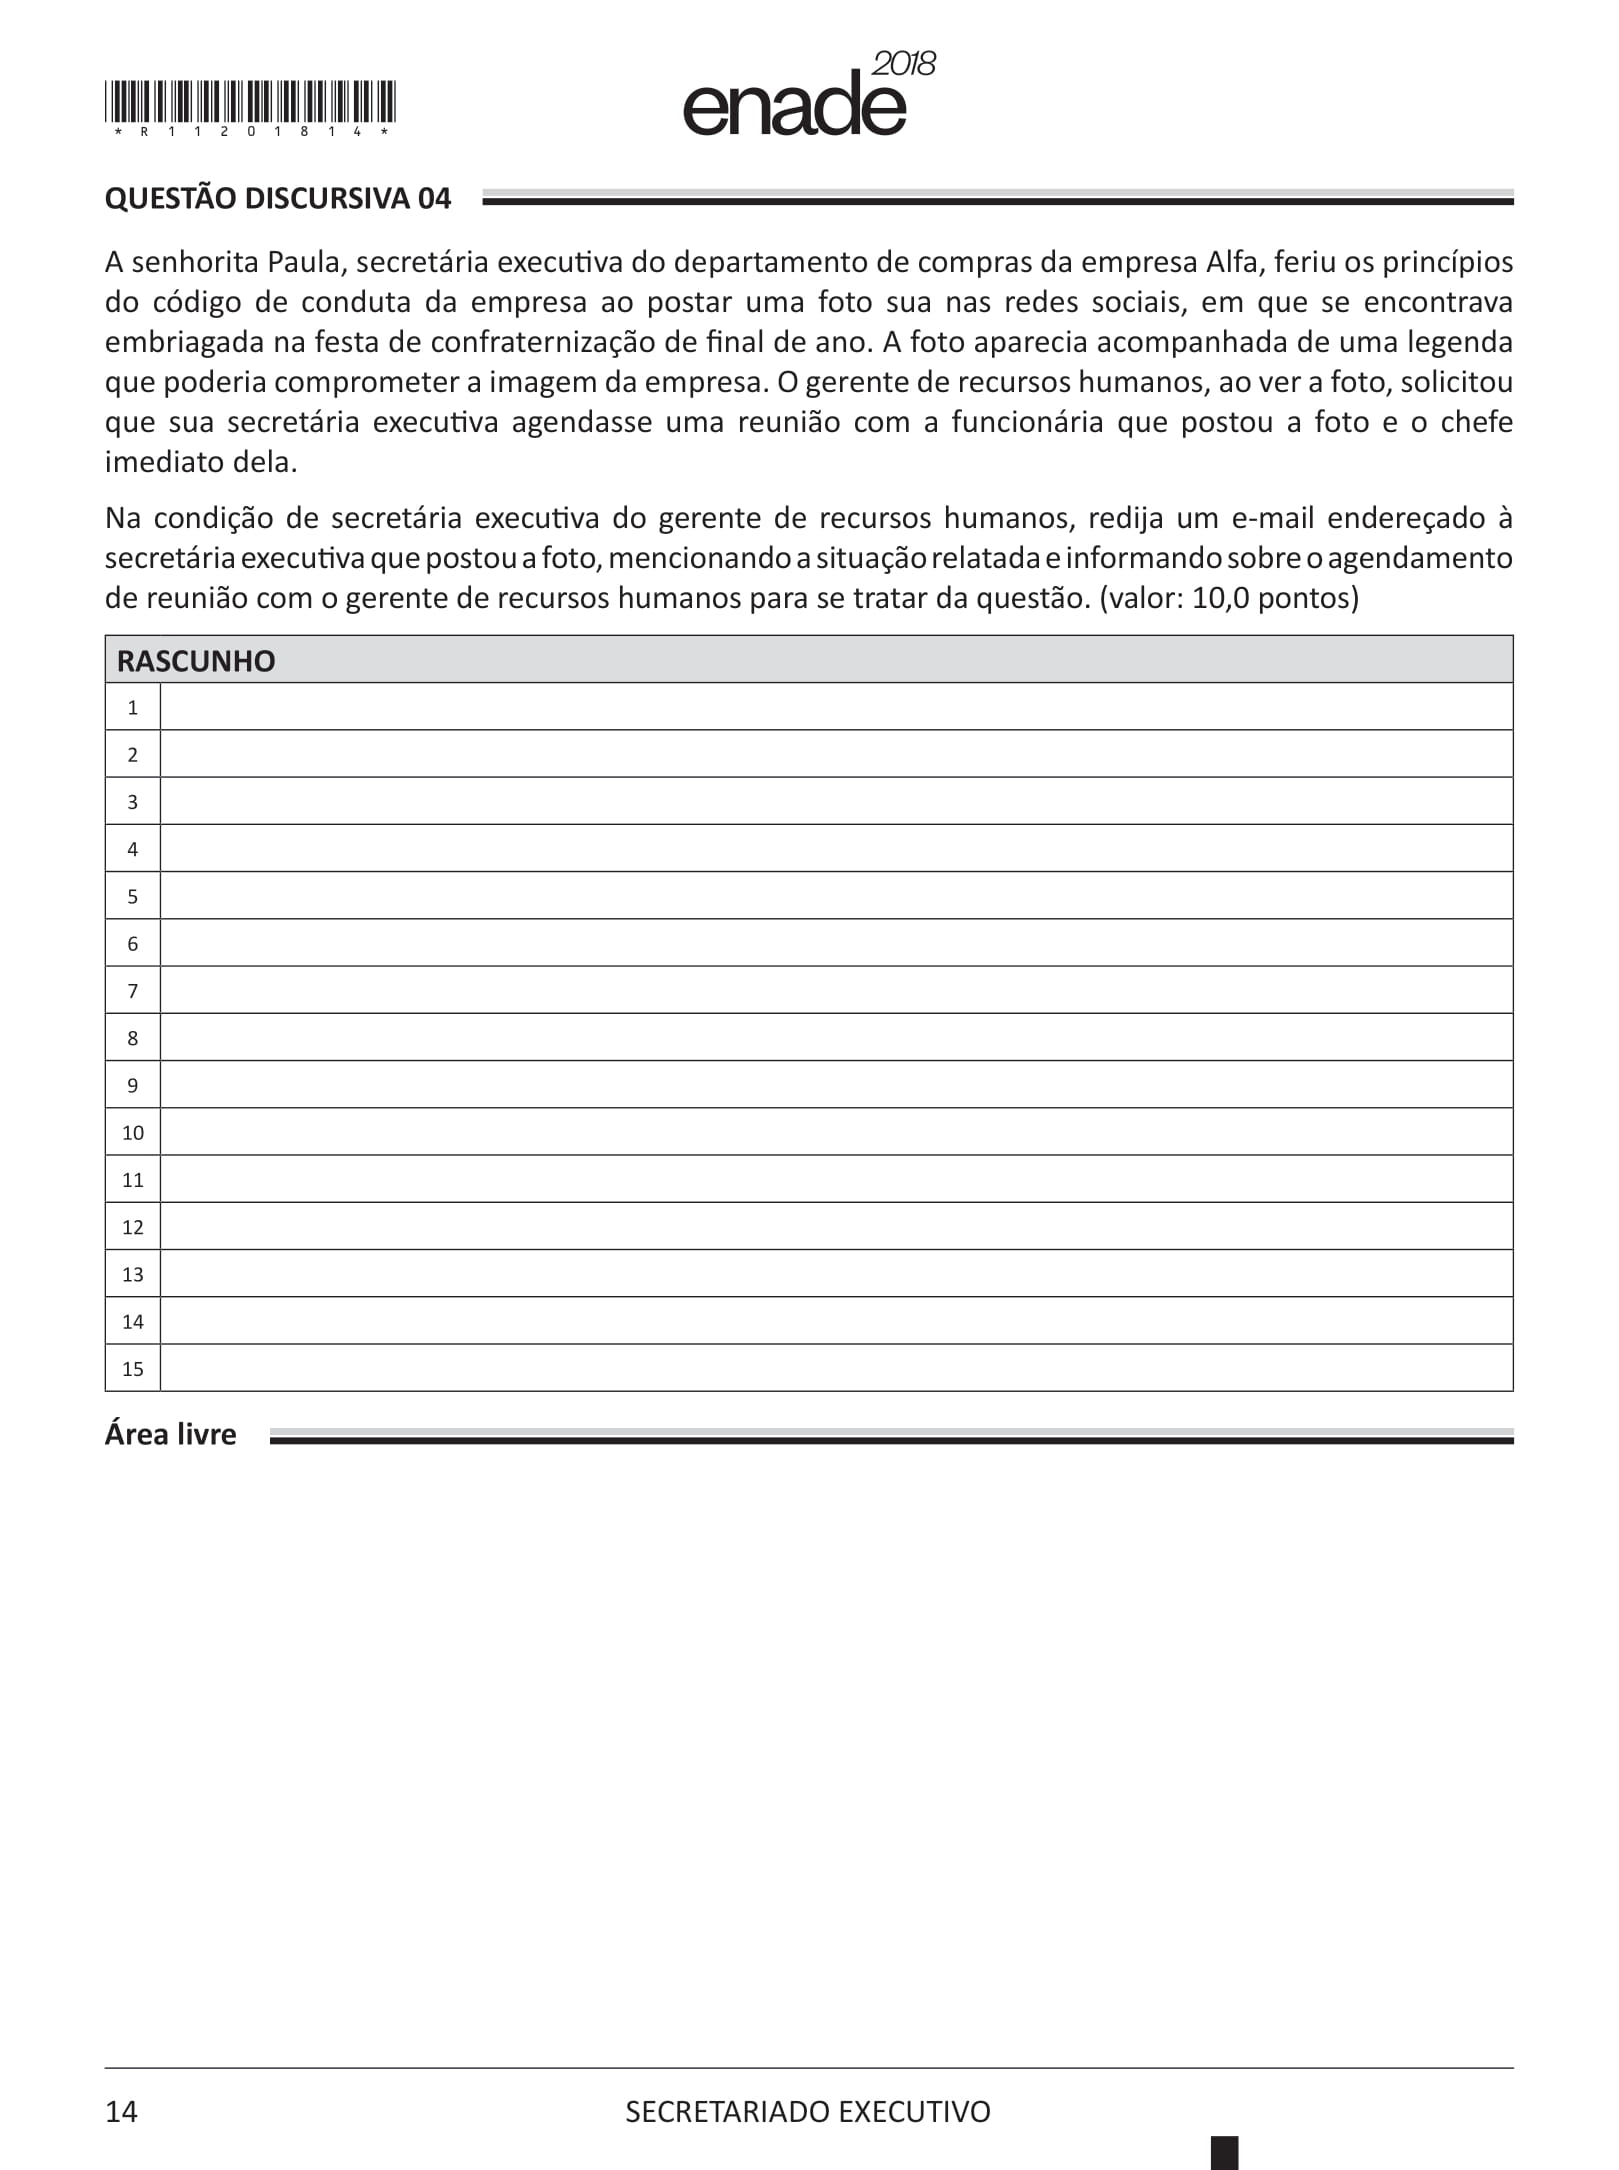 2018
enade
* R 1 1 2 0 1 8 1 4 *
QUESTÃO DISCURSIVA 04
A senhorita Paula, secretária executiva do departamento de compras da empresa Alfa, feriu os princípios
do código de conduta da empresa ao postar uma foto sua nas redes sociais, em que se encontrava
embriagada na festa de confraternização de final de ano. A foto aparecia acompanhada de uma legenda
que poderia comprometer a imagem da empresa. O gerente de recursos humanos, ao ver a foto, solicitou
que sua secretária executiva agendasse uma reunião com a funcionária que postou a foto e o chefe
imediato dela.
Na condição de secretária executiva do gerente de recursos humanos, redija um e-mail endereçado à
secretária executiva que postou a foto, mencionando a situação relatada e informando sobre o agendamento
de reunião com o gerente de recursos humanos para se tratar da questão. (valor: 10,0 pontos)
RASCUNHO
1
2
3
4
5
6
7
8
9
10
11
12
13
14
15
Área livre
14
SECRETARIADO EXECUTIVO